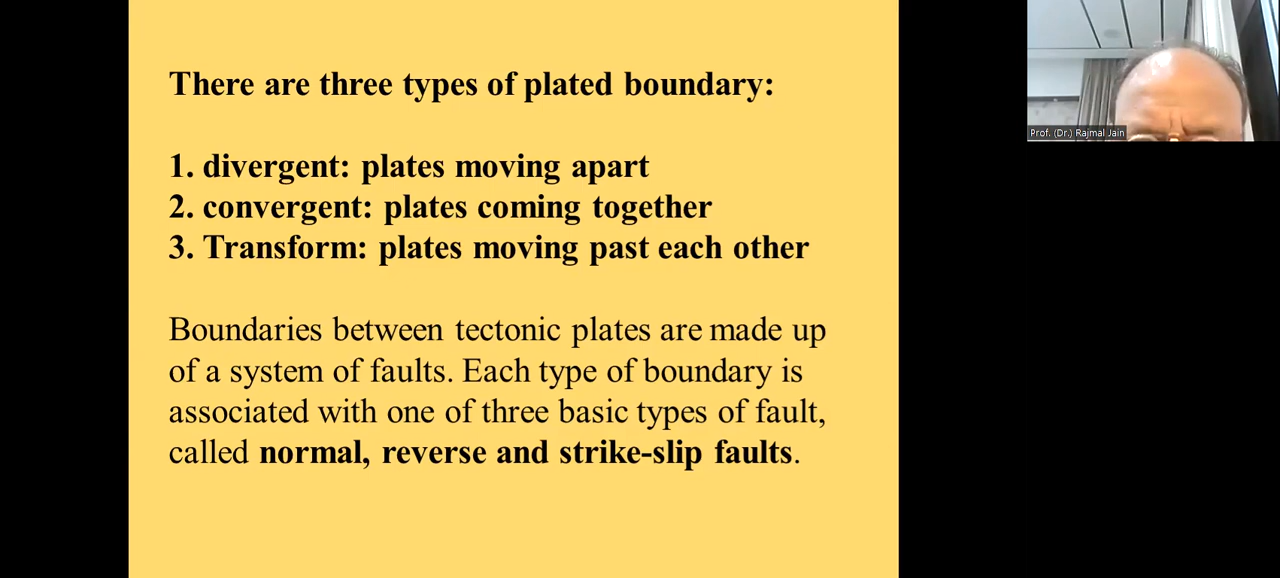 There are three types of plated boundary:
1. divergent: plates moving apart
2. convergent: plates coming together
3. Transform: plates moving past each other
Boundaries between tectonic plates are made up
of a system of faults. Each type of boundary is
associated with one of three basic types of fault,
called normal, reverse and strike-slip faults.
Prof. (Dr.) Rajmal Jain